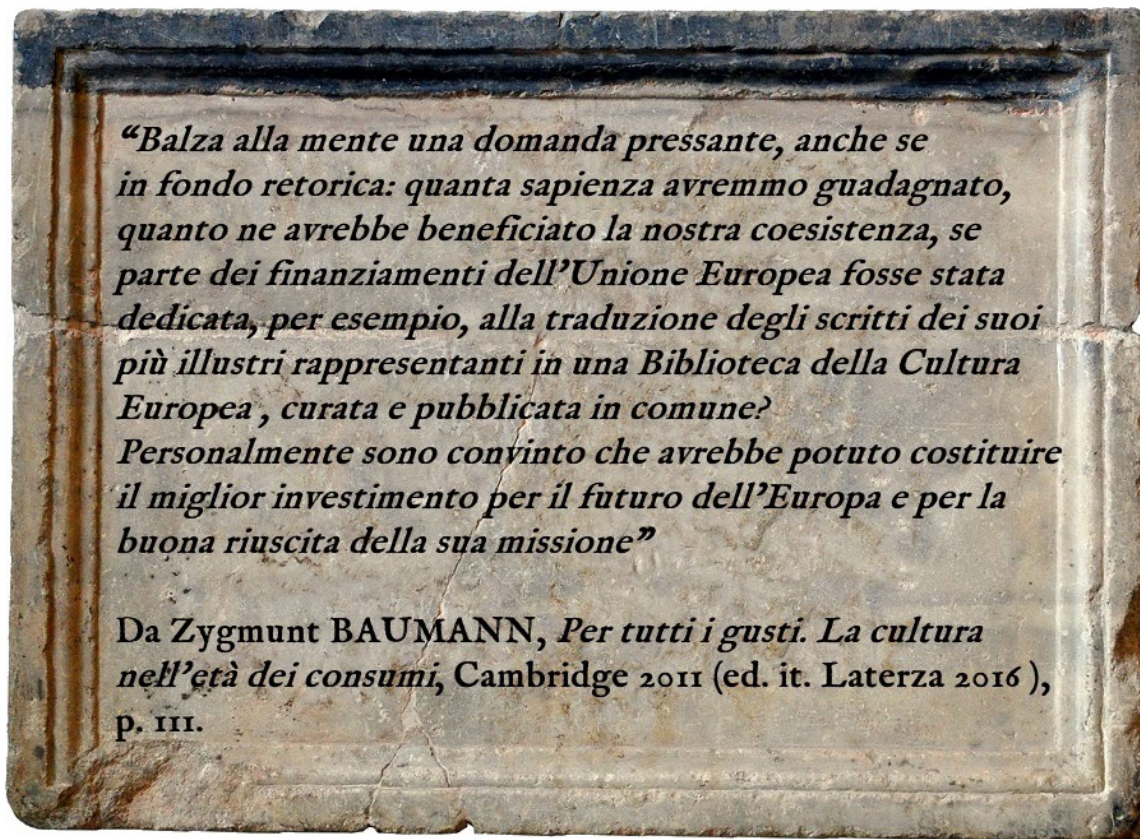 “Balza alla mente una domanda pressante, anche se
in fondo retorica: quanta sapienza avremmo guadagnato,
quanto ne avrebbe beneficiato la nostra coesistenza, se
parte dei finanziamenti dell’Unione Europea fosse stata
dedicata, per esempio, alla traduzione degli scritti dei suoi
più illustri rappresentanti in una Biblioteca della Cultura
Europea , curata e pubblicata in comune?
Personalmente sono convinto che avrebbe potuto costituire
il miglior investimento per il futuro dell’Europa e per la
buona riuscita della sua missione”
Da Zygmunt BAUMANN, Per tutti i gusti. La cultura
nell’età dei consumi, Cambridge 2011 (ed. it. Laterza 2016 ),
p. 111.